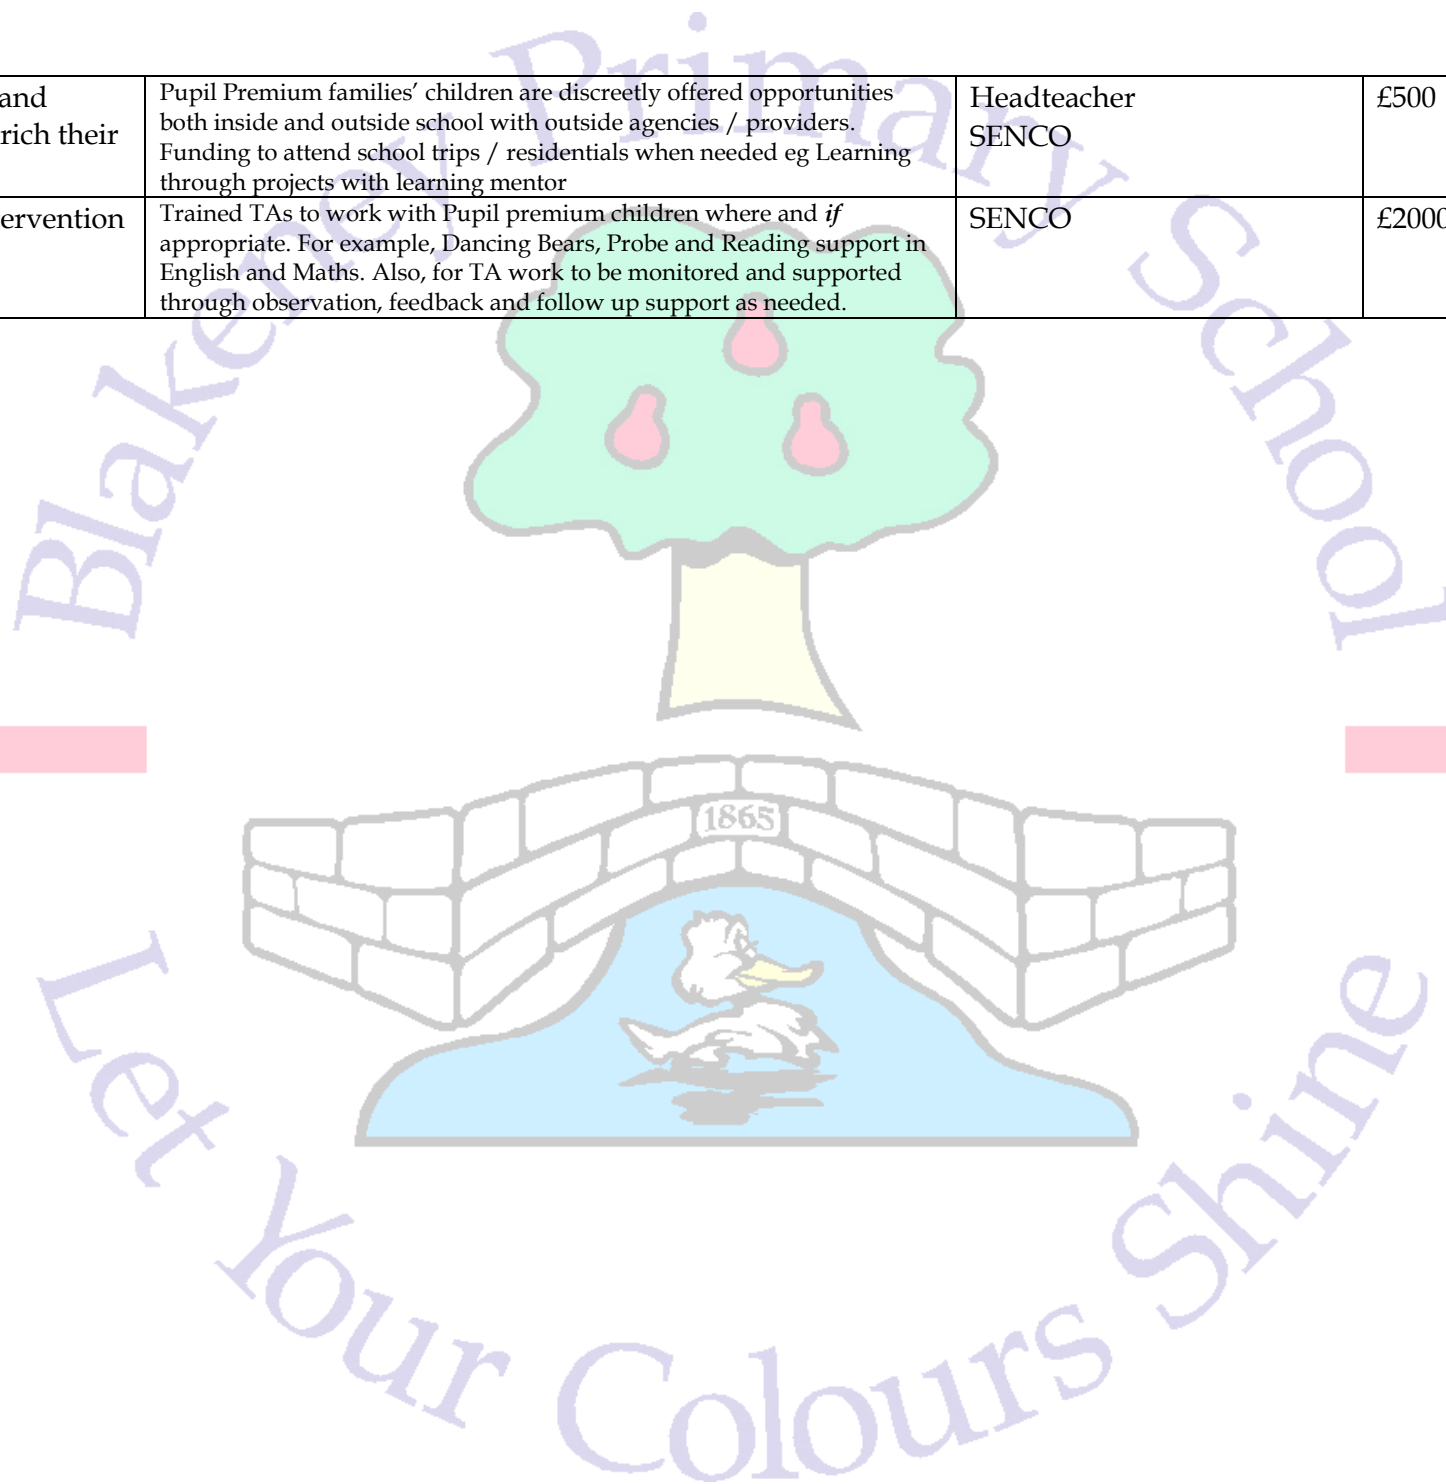 and
rich their
Pupil Premium families’ children are discreetly offered opportunities
both inside and outside school with outside agencies / providers.
Funding to attend school trips / residentials when needed eg Learning
through projects with learning mentor
Headteacher
SENCO
£500
ervention
Trained TAs to work with Pupil premium children where and if
appropriate. For example, Dancing Bears, Probe and Reading support in
English and Maths. Also, for TA work to be monitored and supported
through observation, feedback and follow up support as needed.
SENCO
£2000
Blakeney Primary School
1865
Let Your Colours Shine